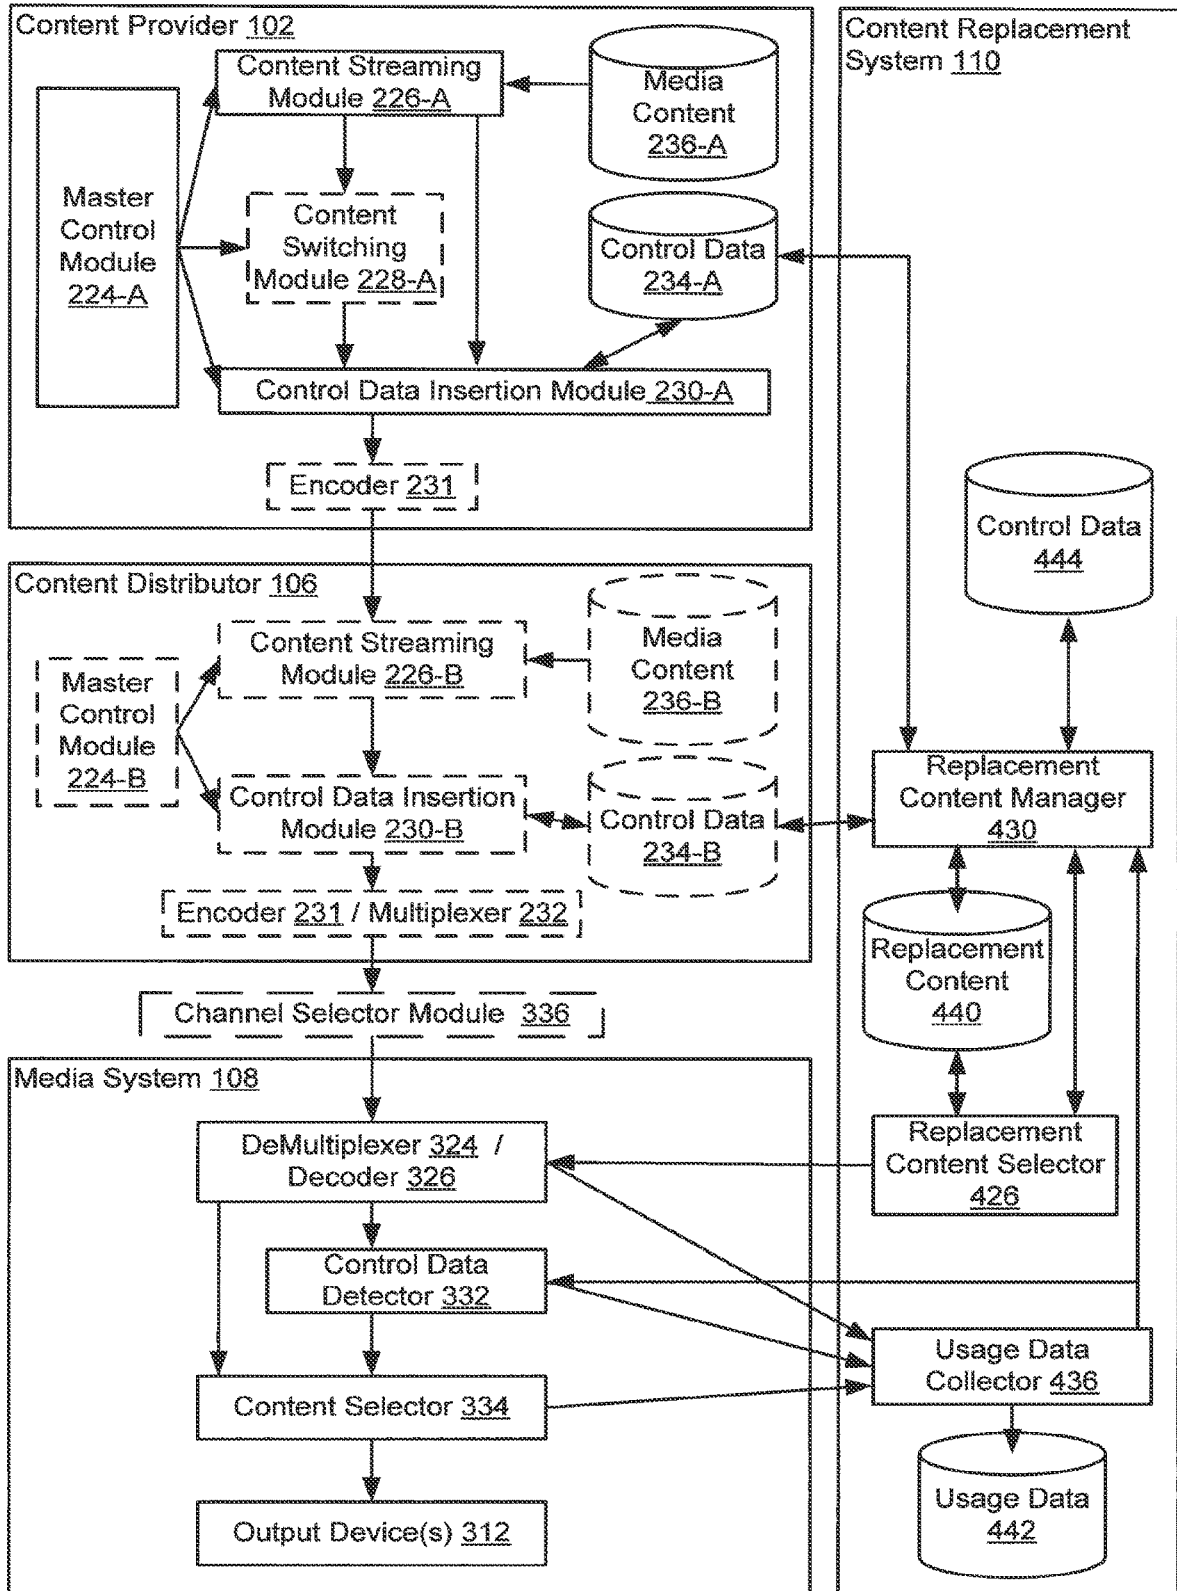 Content Provider 102
Content Streaming
Module 226-A
Media
Content
236-A
Master
Control
Module
224-A
Content
Switching
Module 228-A
Control Data
234-A
Control Data Insertion Module 230-A
Encoder 231
Content Distributor 106
Content Streaming
Module 226-B
Media
Content
236-B
Master
Control
Module
224-B
Control Data Insertion
Module 230-B
Control Data
234-B
Encoder 231 / Multiplexer 232
Channel Selector Module 336
Media System 108
DeMultiplexer 324 /
Decoder 326
Control Data
Detector 332
Content Selector 334
Output Device(s) 312
Content Replacement
System 110
Control Data
444
Replacement
Content Manager
430
Replacement
Content
440
Replacement
Content Selector
426
Usage Data
Collector 436
Usage Data
442